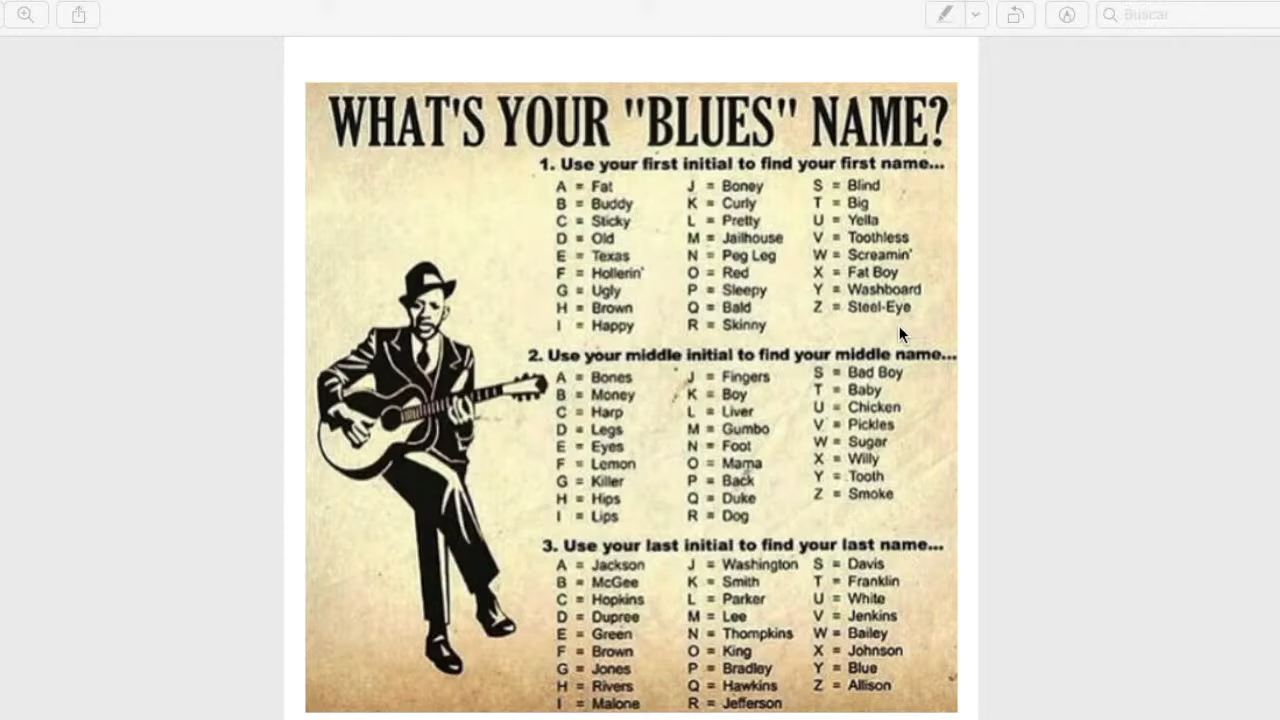 Buscar
WHAT'S YOUR "BLUES" NAME?
1. Use your first initial to find your first name...
A = Fat J = Boney S = Blind
B = Buddy K = Curly T = Big
C = Sticky L = Pretty U = Yella
D = Old M = Jailhouse V = Toothless
E = Texas N = Peg Leg W = Screamin'
F = Hollerin' O = Red X = Fat Boy
G = Ugly P = Sleepy Y = Washboard
H = Brown Q = Bald Z = Steel-Eye
I = Happy R = Skinny
2. Use your middle initial to find your middle name...
A = Bones J = Fingers S = Bad Boy
B = Money K = Boy T = Baby
C = Harp L = Liver U = Chicken
D = Legs M = Gumbo V = Pickles
E = Eyes N = Foot W = Sugar
F = Lemon O = Mama X = Willy
G = Killer P = Back Y = Tooth
H = Hips Q = Duke Z = Smoke
I = Lips R = Dog
3. Use your last initial to find your last name...
A = Jackson J = Washington S = Davis
B = McGee K = Smith T = Franklin
C = Hopkins L = Parker U = White
D = Dupree M = Lee V = Jenkins
E = Green N = Thompkins W = Bailey
F = Brown O = King X = Johnson
G = Jones P = Bradley Y = Blue
H = Rivers Q = Hawkins Z = Allison
I = Malone R = Jefferson